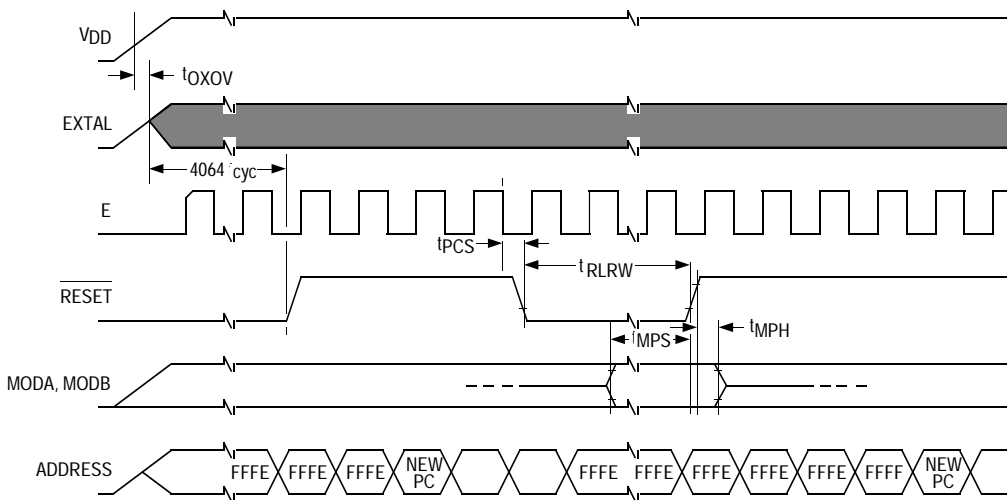 VDD
tOXOV
EXTAL
4064 tcyc
E
tPCS
tRLRW
RESET
tMPS
tMPH
MODA, MODB
ADDRESS
FFFE FFFE FFFE NEW PC FFFE FFFE FFFE FFFE FFFE FFFF NEW PC